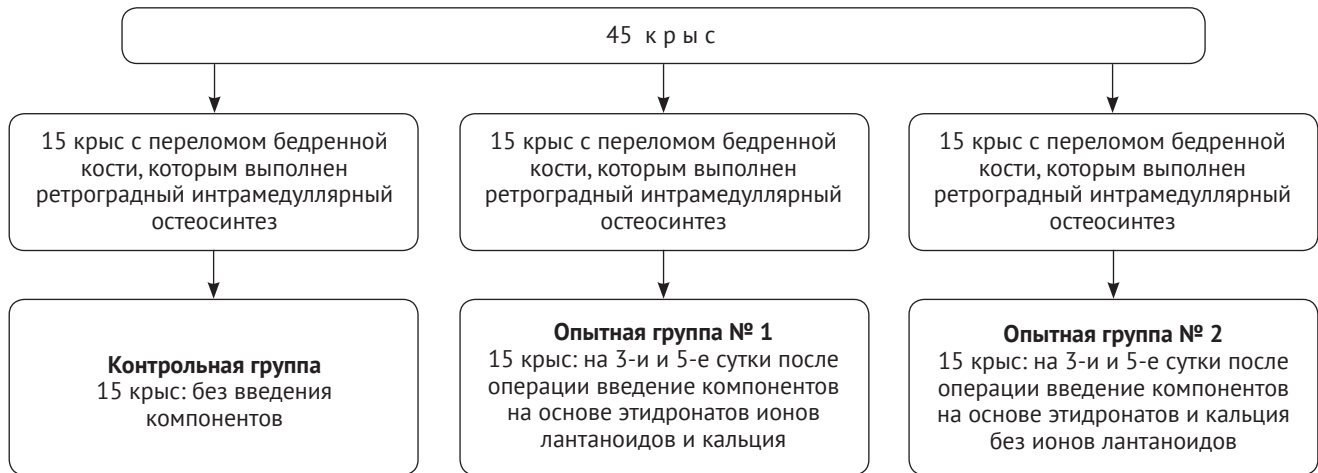 45 крыс
15 крыс с переломом бедренной
кости, которым выполнен
ретроградный интрамедуллярный
остеосинтез
15 крыс с переломом бедренной
кости, которым выполнен
ретроградный интрамедуллярный
остеосинтез
15 крыс с переломом бедренной
кости, которым выполнен
ретроградный интрамедуллярный
остеосинтез
Контрольная группа
15 крыс: без введения
компонентов
Опытная группа № 1
15 крыс: на 3-и и 5-е сутки после
операции введение компонентов
на основе этидронатов ионов
лантаноидов и кальция
Опытная группа № 2
15 крыс: на 3-и и 5-е сутки после
операции введение компонентов
на основе этидронатов и кальция
без ионов лантаноидов